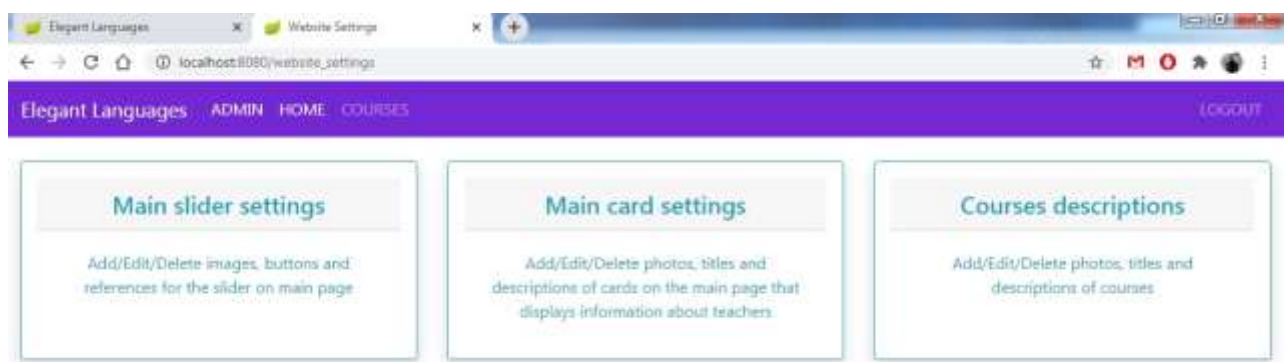 Elegant Languages Website Settings
localhost:8080/website_settings
Elegant Languages ADMIN HOME COURSES LOGOUT
Main slider settings
Add/Edit/Delete images, buttons and
references for the slider on main page
Main card settings
Add/Edit/Delete photos, titles and
descriptions of cards on the main page that
displays information about teachers
Courses descriptions
Add/Edit/Delete photos, titles and
descriptions of courses